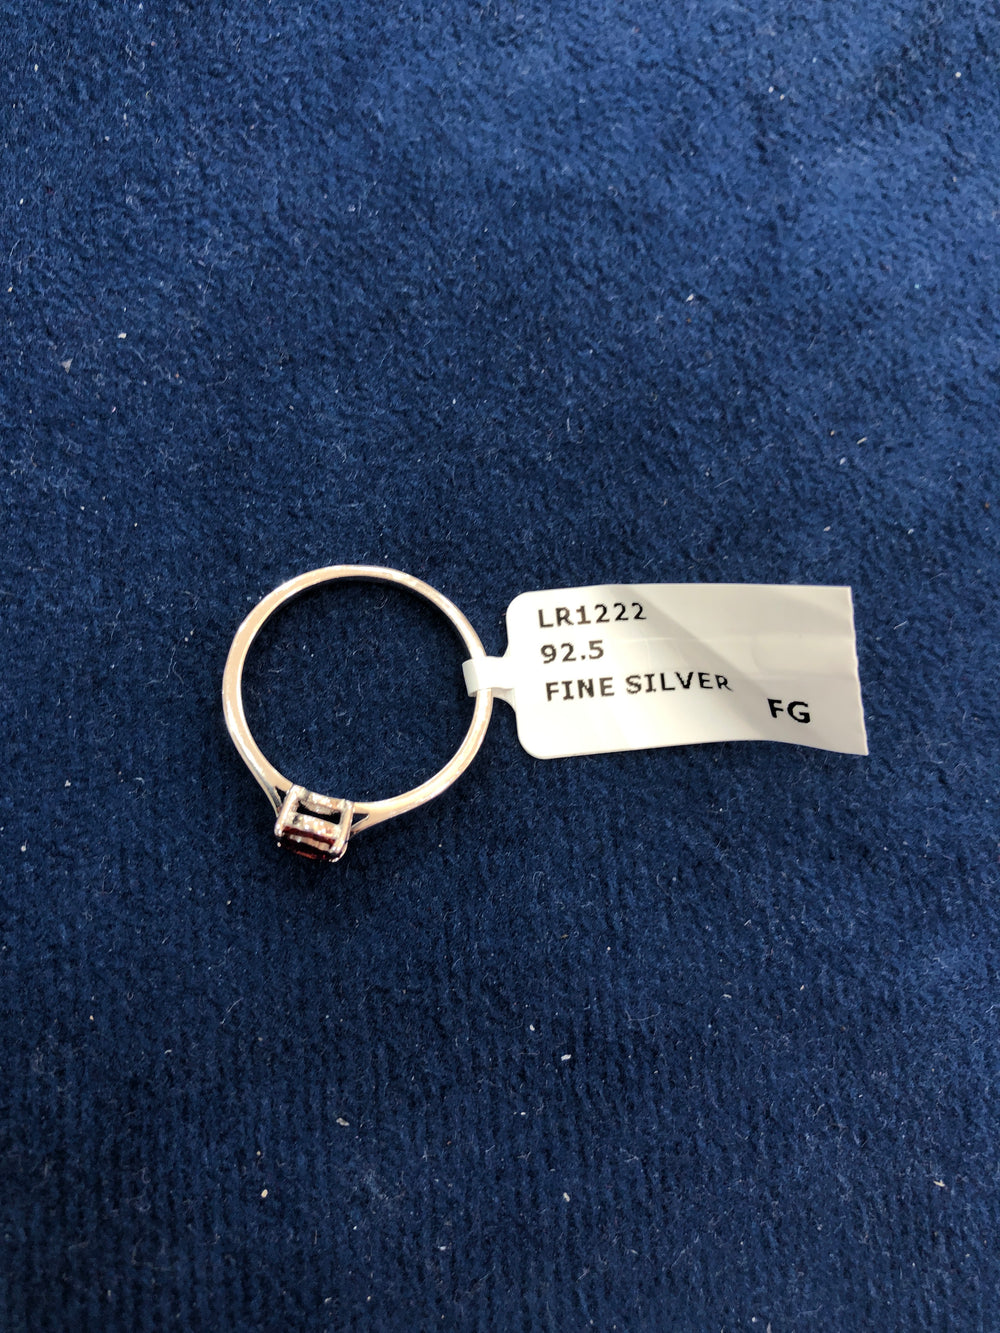 LR1222
92.5
FINE SILVER
FG